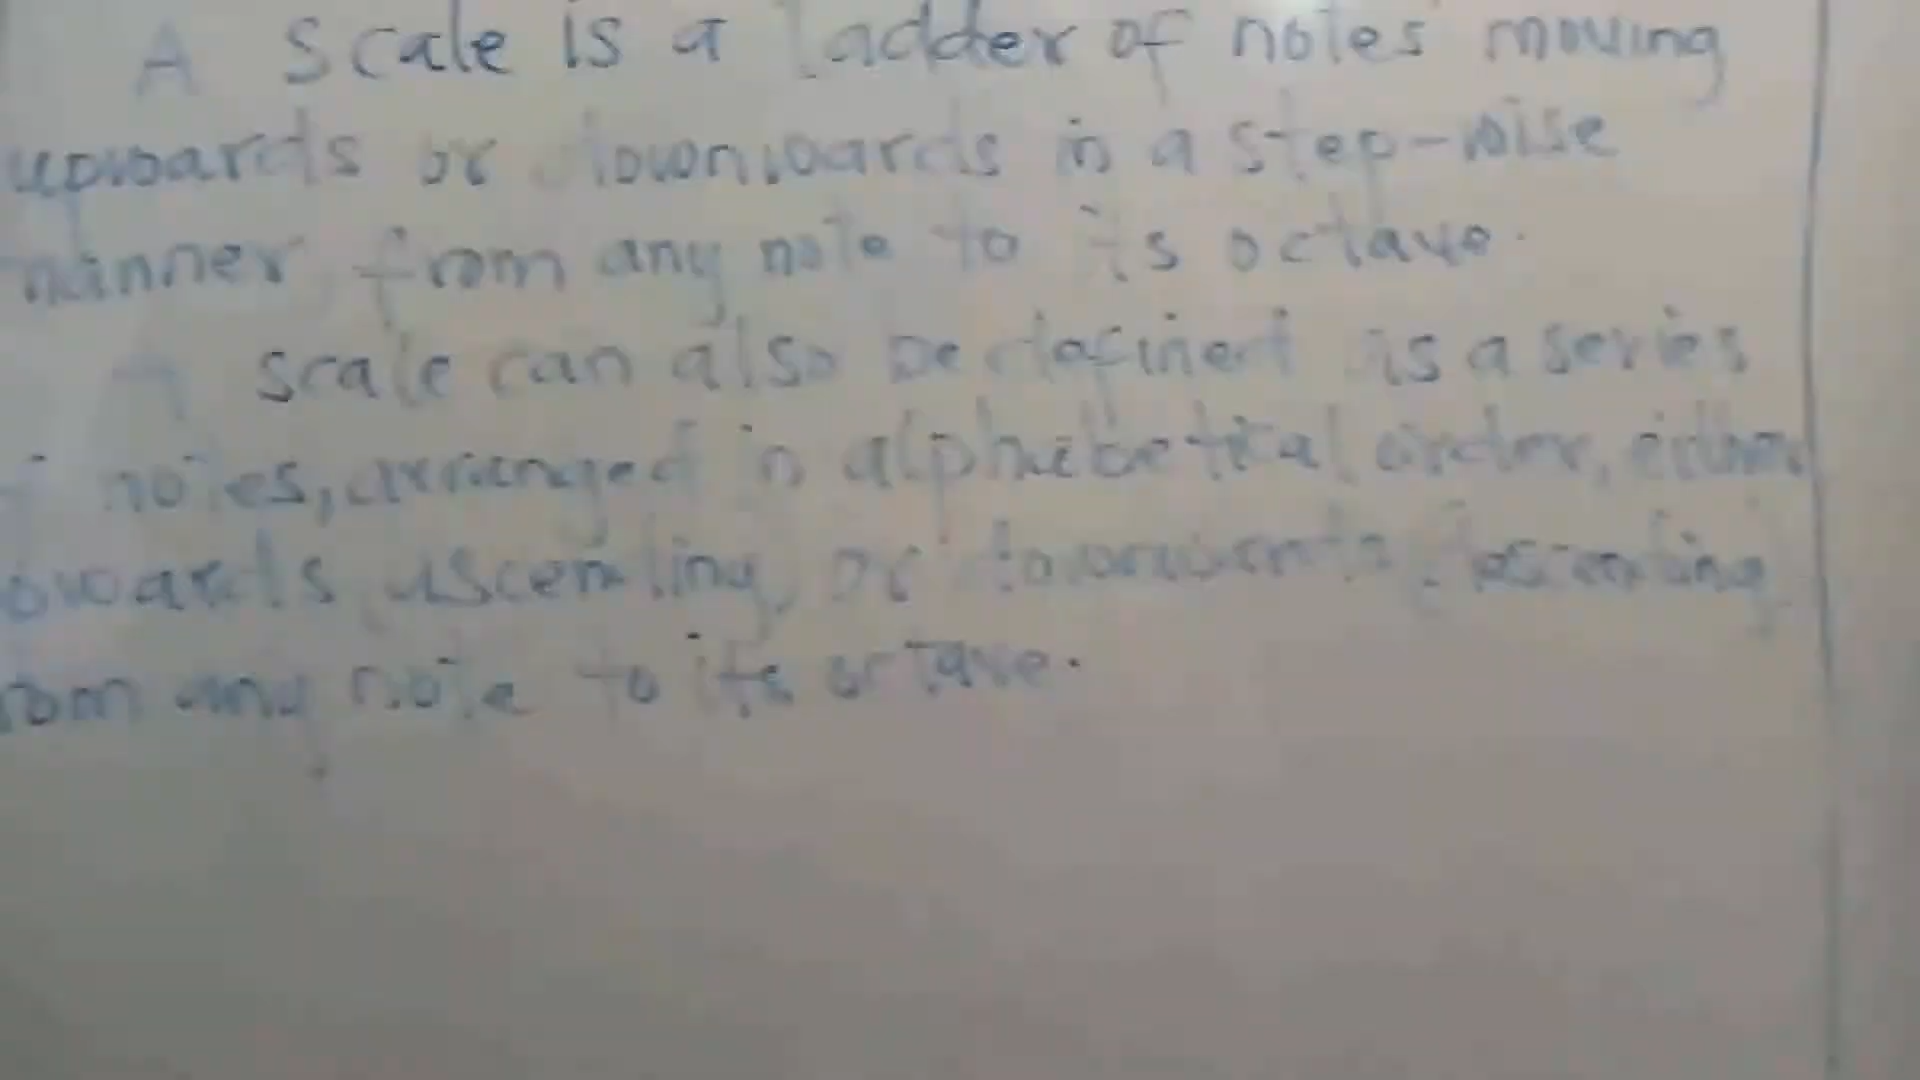 A scale is a ladder of notes moving
upwards or downwards in a step-wise
manner from any note to its octave.
A scale can also be defined as a series
f notes, arranged in alphabetical order, either
pwards, ascending, or downwards, descending
rom any note to its octave.